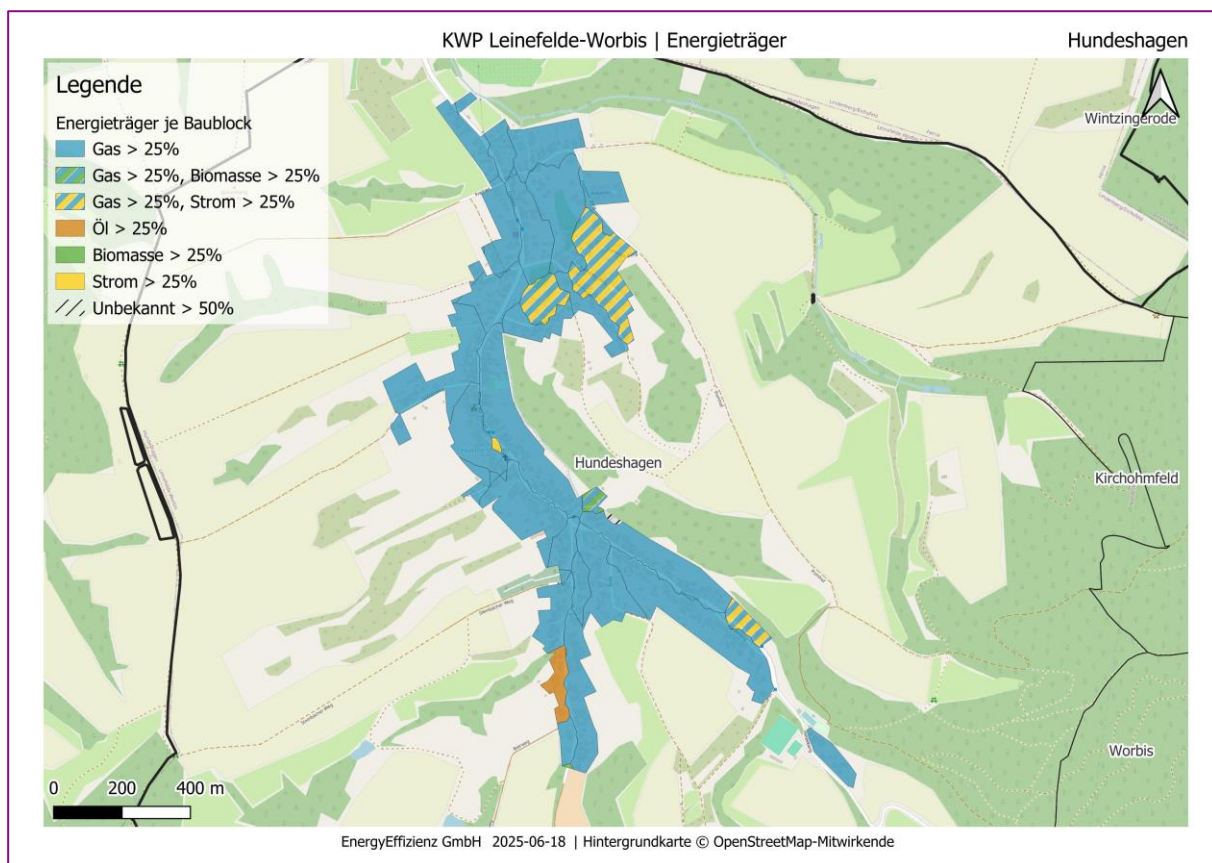 KWP Leinefelde-Worbis | Energieträger
Hundeshagen
Legende
Energieträger je Baublock
Gas > 25%
Gas > 25%, Biomasse > 25%
Gas > 25%, Strom > 25%
Öl > 25%
Biomasse > 25%
Strom > 25%
Unbekannt > 50%
Wintzingerode
Hundeshagen
Kirchohmfeld
Worbis
0 200 400 m
EnergyEffizienz GmbH 2025-06-18 | Hintergrundkarte © OpenStreetMap-Mitwirkende